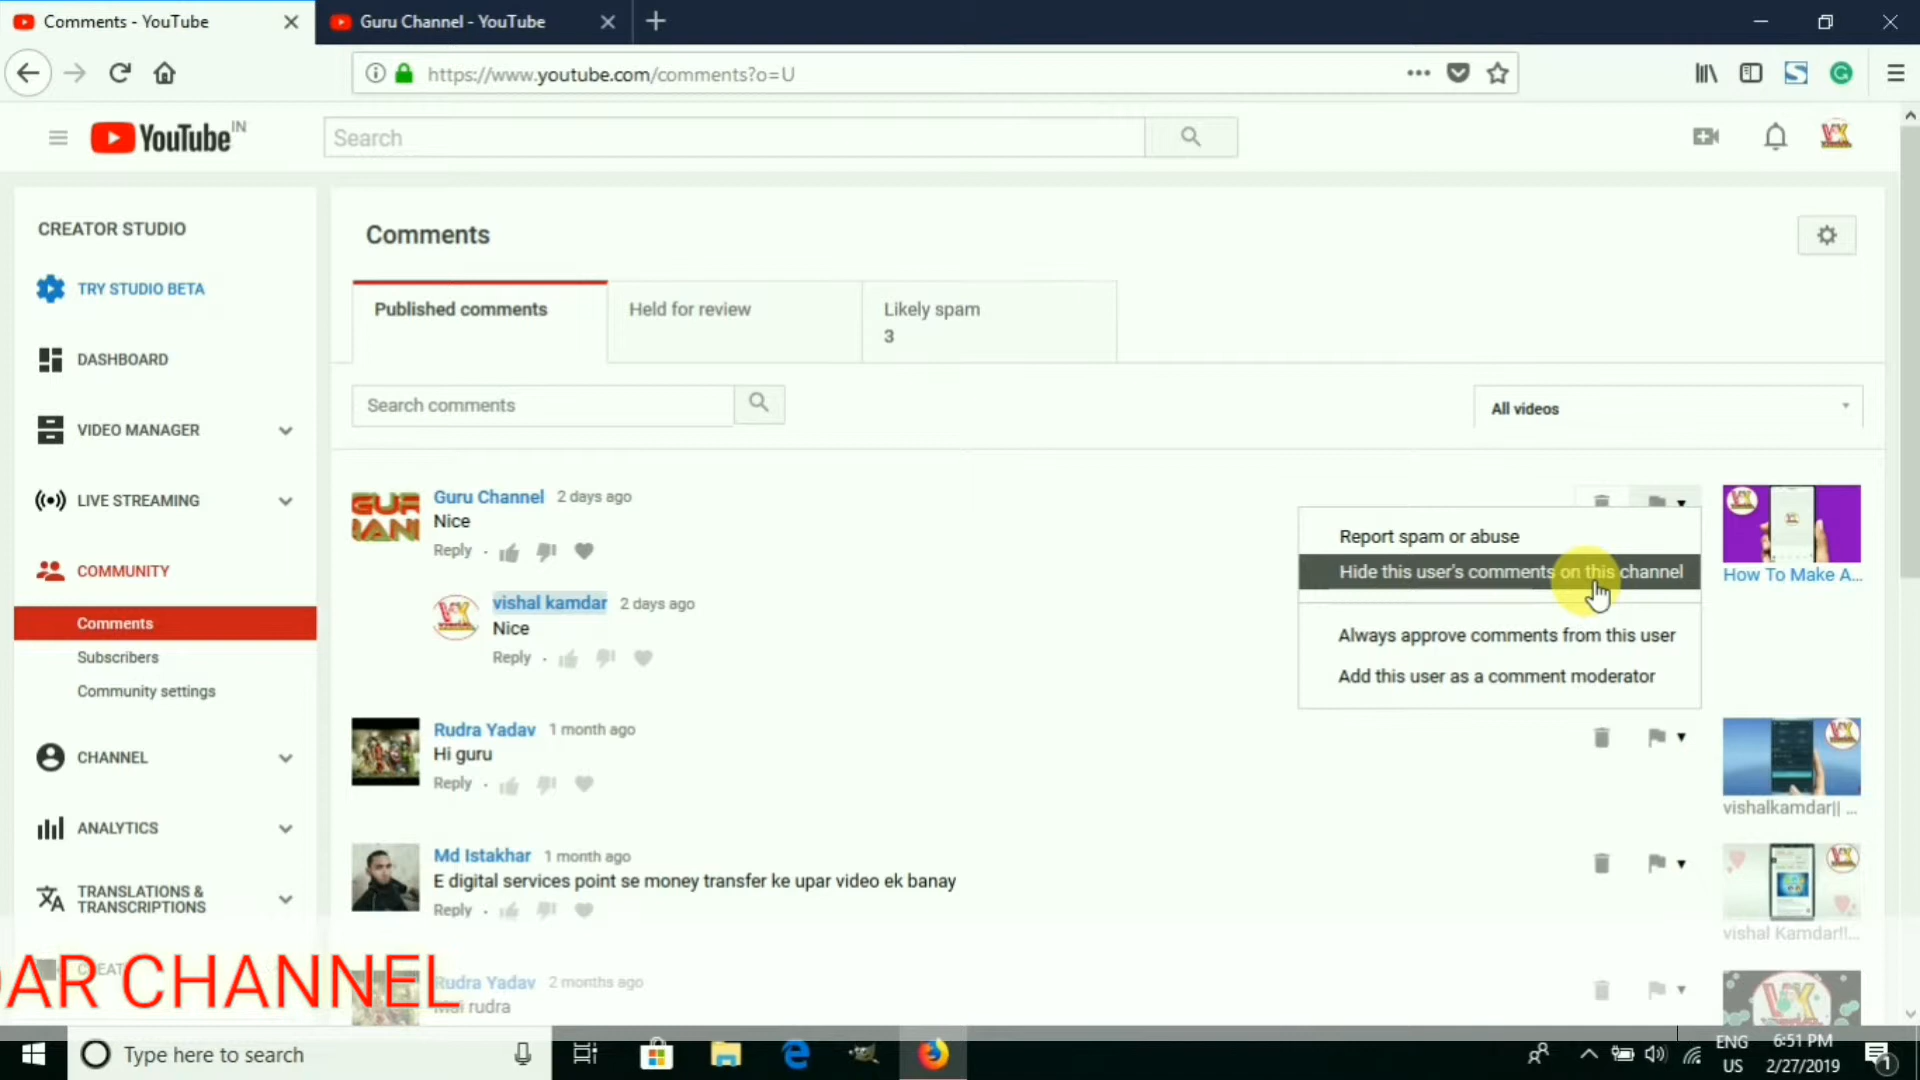 Comments - YouTube
Guru Channel - YouTube
https://www.youtube.com/comments?o=U
YouTube IN
Search
CREATOR STUDIO
TRY STUDIO BETA
DASHBOARD
VIDEO MANAGER
LIVE STREAMING
COMMUNITY
Comments
Subscribers
Community settings
CHANNEL
ANALYTICS
TRANSLATIONS &
TRANSCRIPTIONS
Comments
Published comments
Held for review
Likely spam
3
Search comments
All videos
Guru Channel 2 days ago
Nice
Reply
vishal kamdar 2 days ago
Nice
Reply
Report spam or abuse
Hide this user's comments on this channel
Always approve comments from this user
Add this user as a comment moderator
How To Make A...
Rudra Yadav 1 month ago
Hi guru
Reply
vishalkamdar|| ...
Md Istakhar 1 month ago
E digital services point se money transfer ke upar video ek banay
Reply
vishal Kamdar!!...
Rudra Yadav 2 months ago
rudra
DAR CHANNEL
Type here to search
ENG
US
6:51 PM
2/27/2019
1